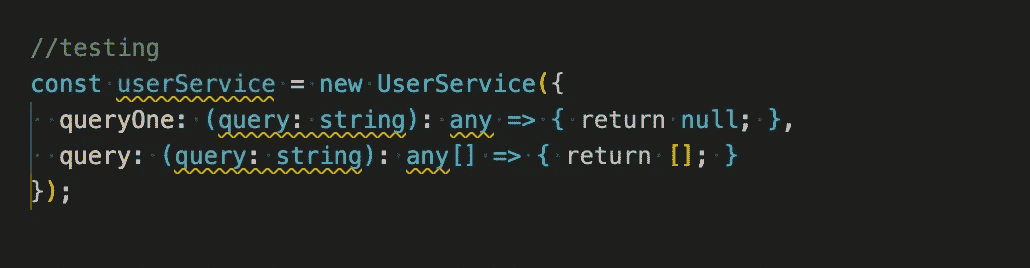 //testing
const userService = new UserService({
  queryOne: (query: string): any => { return null; },
  query: (query: string): any[] => { return []; }
});